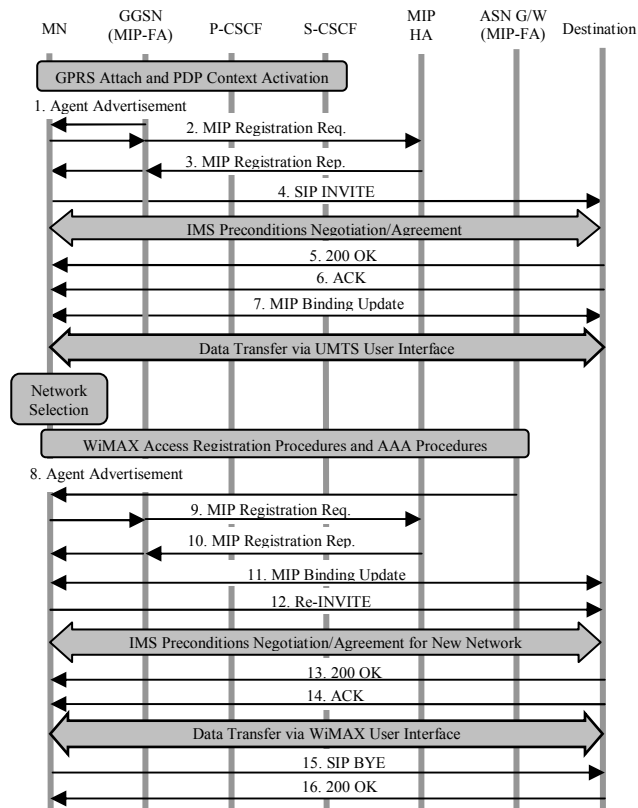 MN
GGSN
(MIP-FA)
P-CSCF
S-CSCF
MIP
HA
ASN G/W
(MIP-FA)
Destination
GPRS Attach and PDP Context Activation
1. Agent Advertisement
2. MIP Registration Req.
3. MIP Registration Rep.
4. SIP INVITE
IMS Preconditions Negotiation/Agreement
5. 200 OK
6. ACK
7. MIP Binding Update
Data Transfer via UMTS User Interface
Network
Selection
WiMAX Access Registration Procedures and AAA Procedures
8. Agent Advertisement
9. MIP Registration Req.
10. MIP Registration Rep.
11. MIP Binding Update
12. Re-INVITE
IMS Preconditions Negotiation/Agreement for New Network
13. 200 OK
14. ACK
Data Transfer via WiMAX User Interface
15. SIP BYE
16. 200 OK